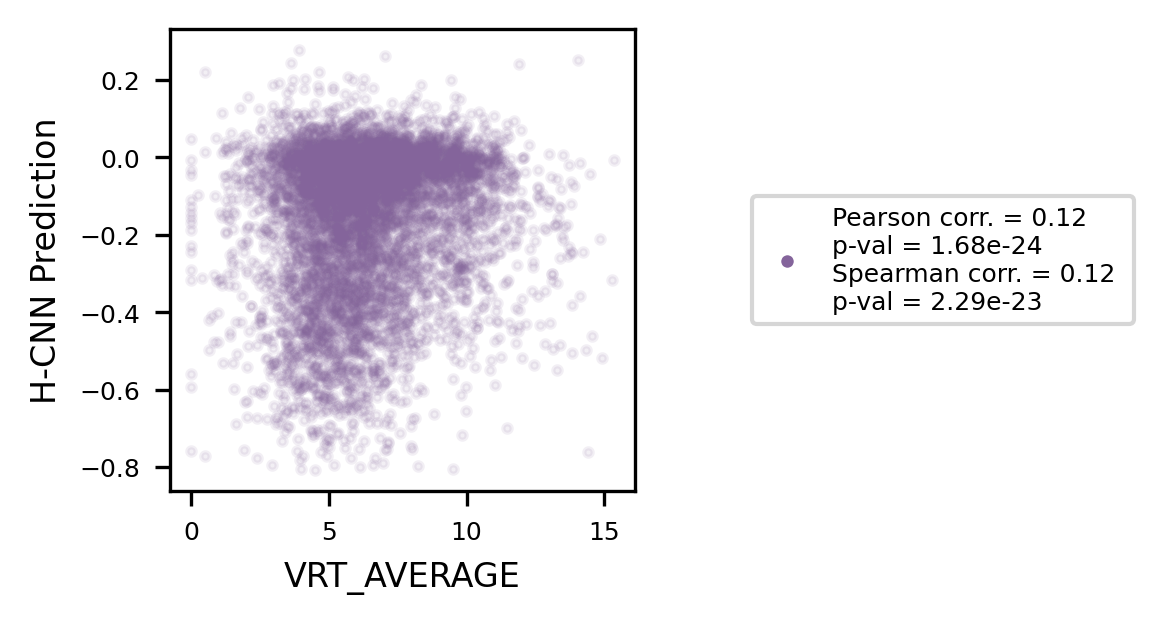 H-CNN Prediction
0.2
0.0
−0.2
−0.4
−0.6
−0.8
0 5 10 15
VRT_AVERAGE
Pearson corr. = 0.12
p-val = 1.68e-24
Spearman corr. = 0.12
p-val = 2.29e-23